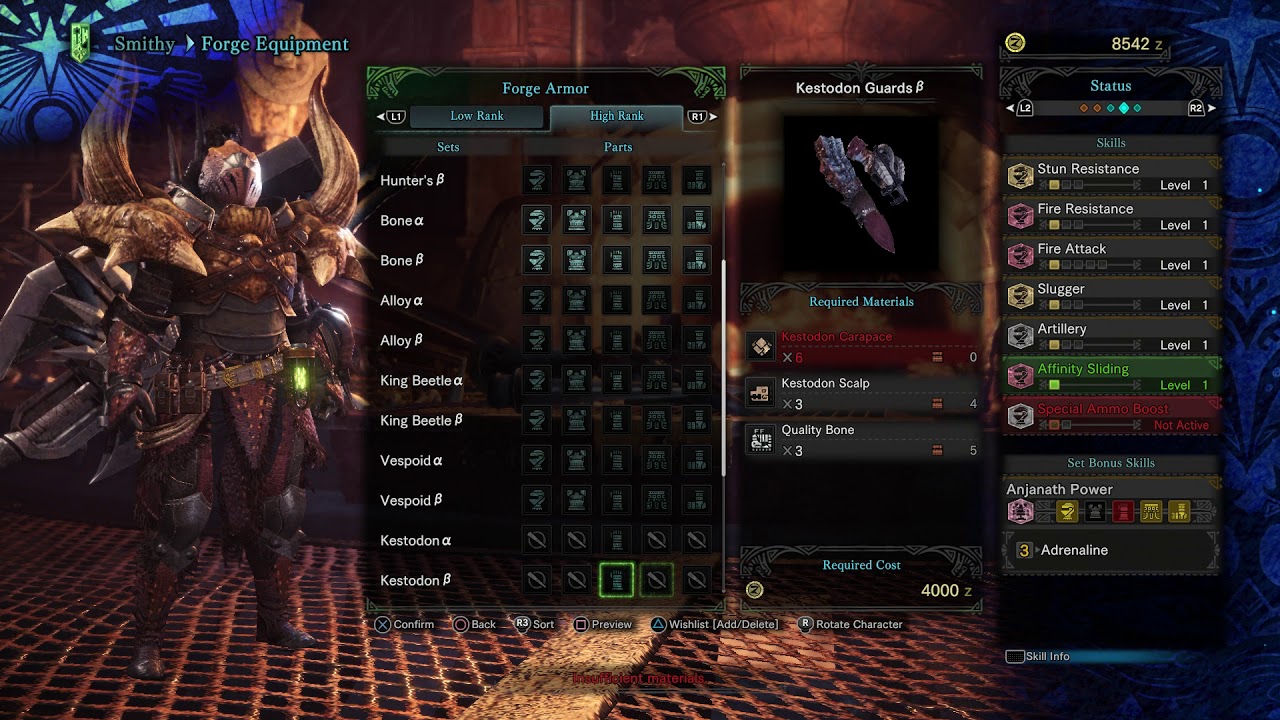 Smithy Forge Equipment
8542 z
Forge Armor
L1 Low Rank High Rank R1
Sets Parts
Hunter's β
Bone α
Bone β
Alloy α
Alloy β
King Beetle α
King Beetle β
Vespoid α
Vespoid β
Kestodon α
Kestodon β
Kestodon Guards β
Required Materials
Kestodon Carapace
×6 0
Kestodon Scalp
×3 4
Quality Bone
×3 5
Required Cost
4000 z
Status
L2 R2
Skills
Stun Resistance
Level 1
Fire Resistance
Level 1
Fire Attack
Level 1
Slugger
Level 1
Artillery
Level 1
Affinity Sliding
Level 1
Special Ammo Boost
Not Active
Set Bonus Skills
Anjanath Power
3 Adrenaline
Confirm Back R3 Sort Preview Wishlist [Add/Delete] R Rotate Character
Skill Info
Insufficient materials.